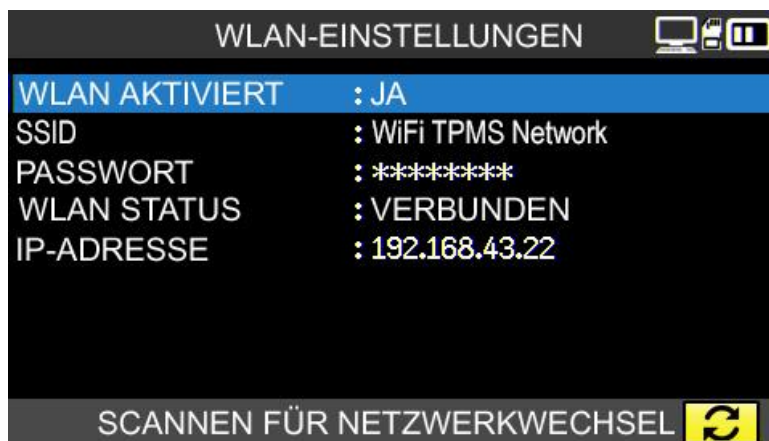 WLAN-EINSTELLUNGEN
WLAN AKTIVIERT : JA
SSID : WiFi TPMS Network
PASSWORT : ********
WLAN STATUS : VERBUNDEN
IP-ADRESSE : 192.168.43.22
SCANNEN FÜR NETZWERKWECHSEL